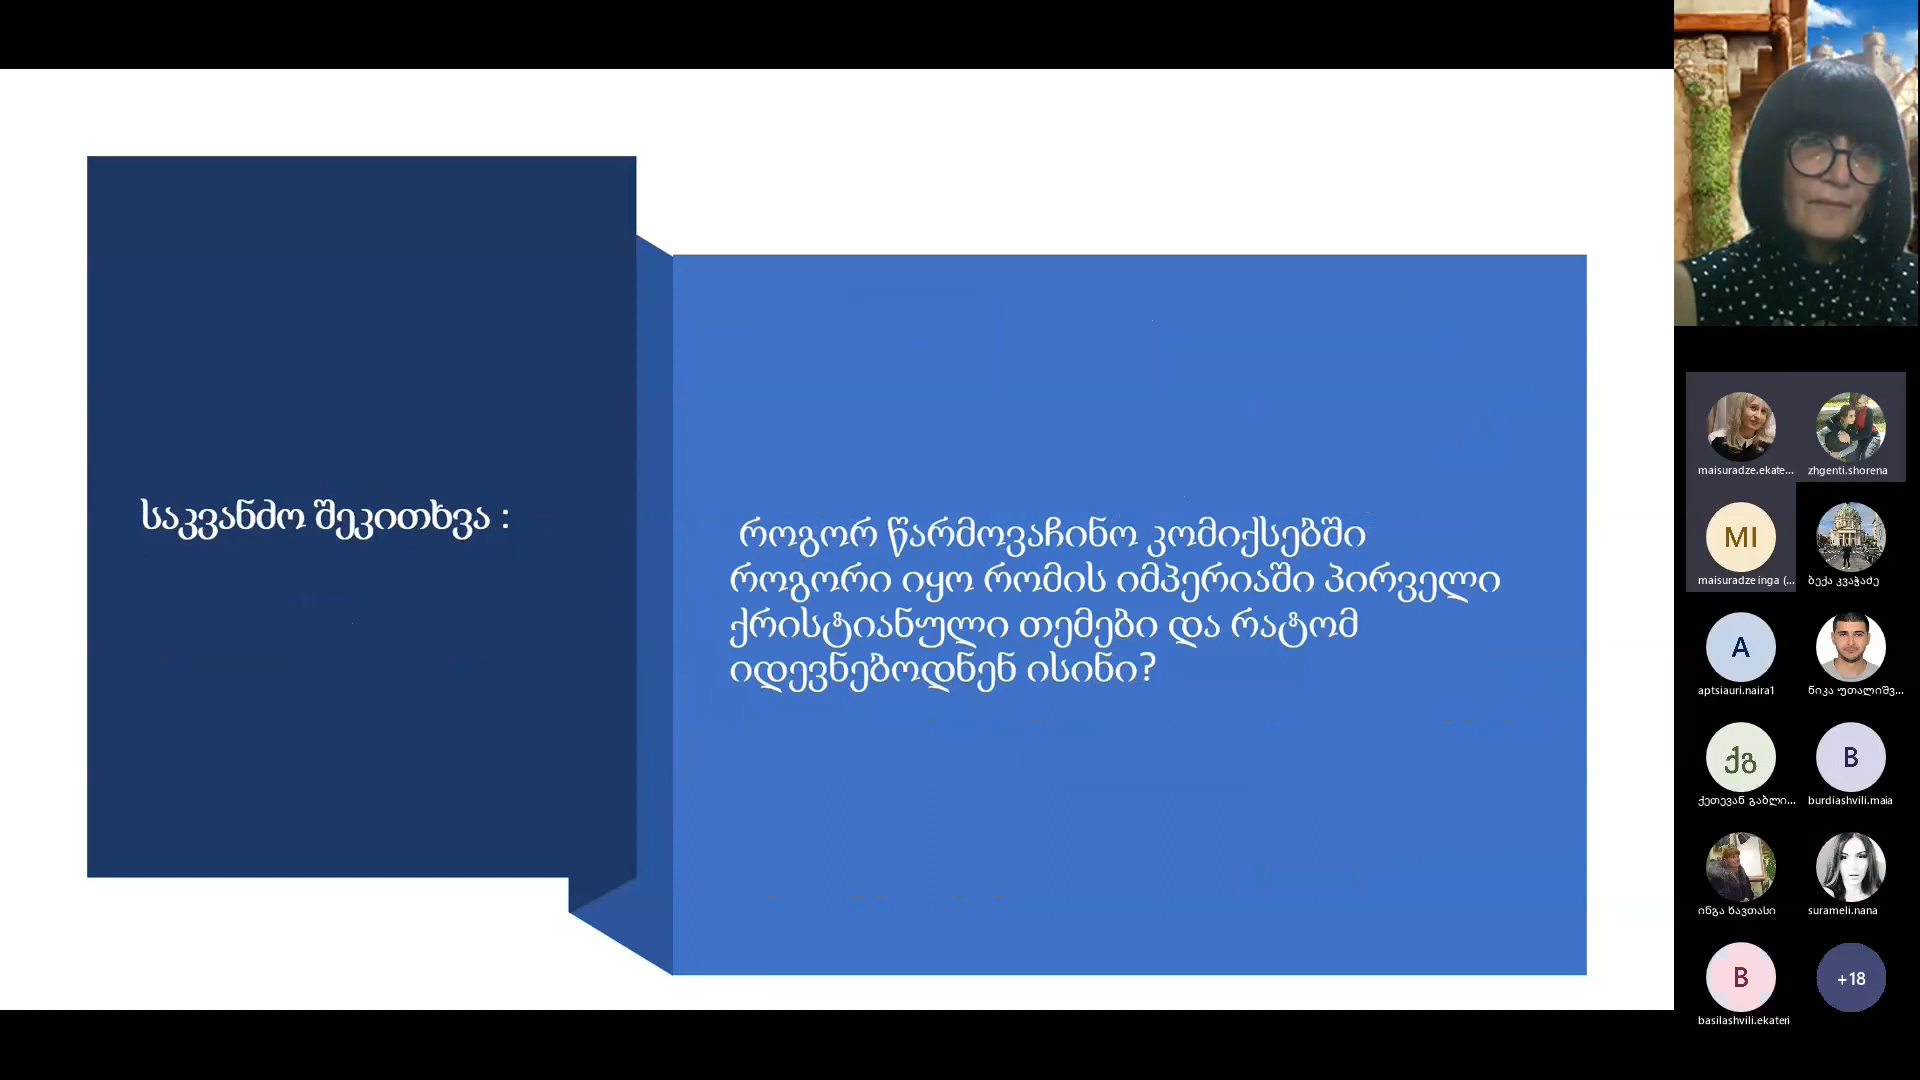 საკვანძო შეკითხვა :
როგორ წარმოვაჩინო კომიქსებში
როგორი იყო რომის იმპერიაში პირველი
ქრისტიანული თემები და რატომ
იდევნებოდნენ ისინი?
maisuradze.ekate...
zhgenti.shorena
MI
maisuradze inga (...
ბექა კვაჭაძე
A
aptsiauri.naira1
ნიკა უთალიშვ...
ქგ
ქეთევან გაბლი...
B
burdiashvili.maia
ინგა ხავთასი
surameli.nana
B
basilashvili.ekateri
+18